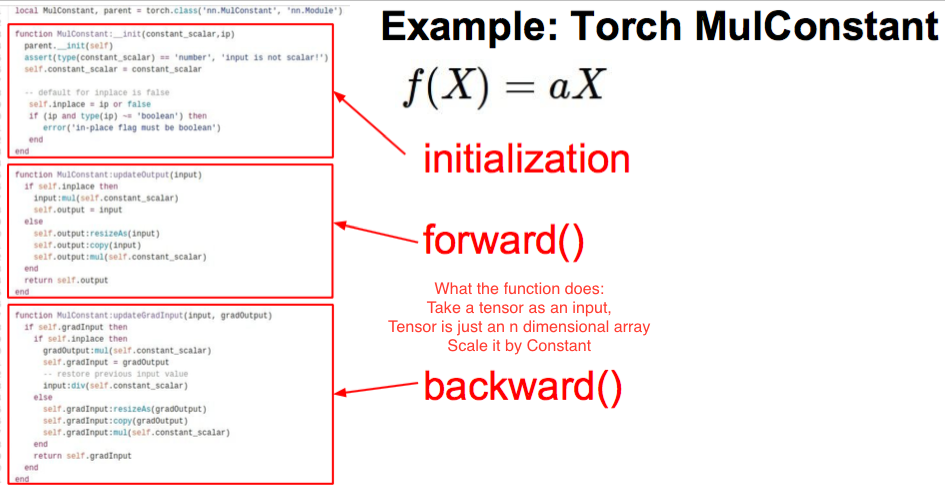 local MulConstant, parent = torch.class('nn.MulConstant', 'nn.Module')
function MulConstant:__init(constant_scalar,ip)
parent.__init(self)
assert(type(constant_scalar) == 'number', 'input is not scalar!')
self.constant_scalar = constant_scalar
-- default for inplace is false
self.inplace = ip or false
if (ip and type(ip) ~= 'boolean') then
error('in-place flag must be boolean')
end
end
function MulConstant:updateOutput(input)
if self.inplace then
input:mul(self.constant_scalar)
self.output = input
else
self.output:resizeAs(input)
self.output:copy(input)
self.output:mul(self.constant_scalar)
end
return self.output
end
function MulConstant:updateGradInput(input, gradOutput)
if self.gradInput then
if self.inplace then
gradOutput:mul(self.constant_scalar)
self.gradInput = gradOutput
-- restore previous input value
input:div(self.constant_scalar)
else
self.gradInput:resizeAs(gradOutput)
self.gradInput:copy(gradOutput)
self.gradInput:mul(self.constant_scalar)
end
return self.gradInput
end
end
Example: Torch MulConstant
f(X) = aX
initialization
forward()
What the function does:
Take a tensor as an input,
Tensor is just an n dimensional array
Scale it by Constant
backward()